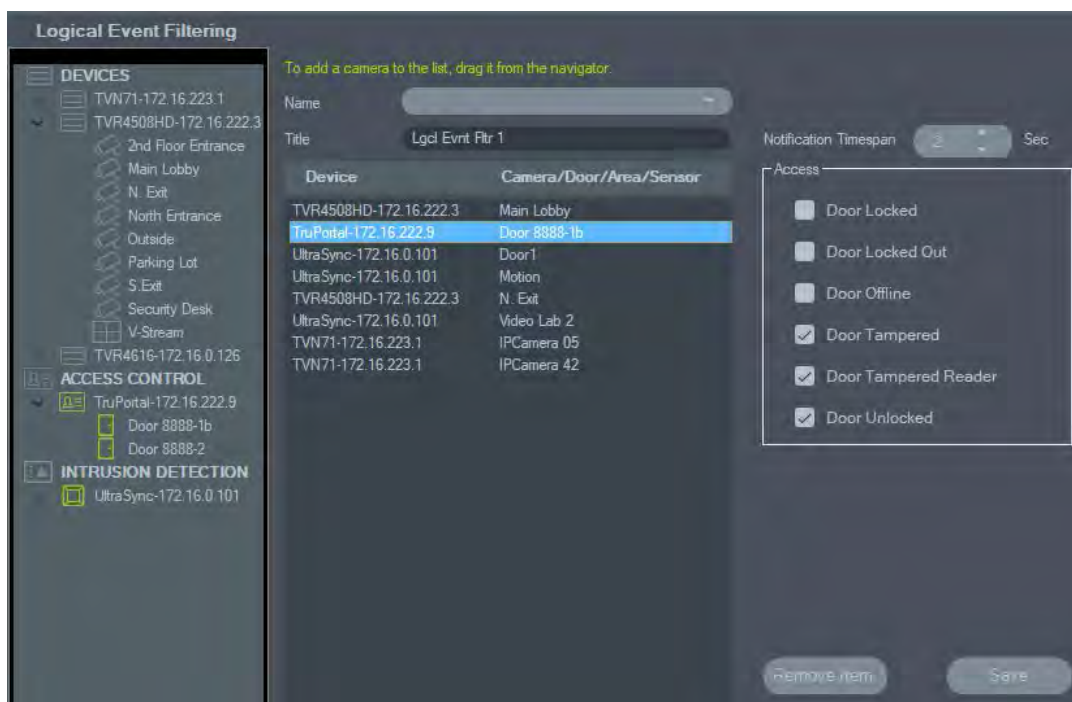 Logical Event Filtering
DEVICES
TVN71-172.16.223.1
TVR4508HD-172.16.222.3
2nd Floor Entrance
Main Lobby
N. Exit
North Entrance
Outside
Parking Lot
S.Exit
Security Desk
V-Stream
TVR4616-172.16.0.126
ACCESS CONTROL
TruPortal-172.16.222.9
Door 8888-1b
Door 8888-2
INTRUSION DETECTION
UltraSync-172.16.0.101
To add a camera to the list, drag it from the navigator.
Name
Title Lgcl Evnt Fltr 1
Device Camera/Door/Area/Sensor
TVR4508HD-172.16.222.3 Main Lobby
TruPortal-172.16.222.9 Door 8888-1b
UltraSync-172.16.0.101 Door1
UltraSync-172.16.0.101 Motion
TVR4508HD-172.16.222.3 N. Exit
UltraSync-172.16.0.101 Video Lab 2
TVN71-172.16.223.1 IPCamera 05
TVN71-172.16.223.1 IPCamera 42
Notification Timespan 2 Sec
Access
Door Locked
Door Locked Out
Door Offline
Door Tampered
Door Tampered Reader
Door Unlocked
Remove Item Save